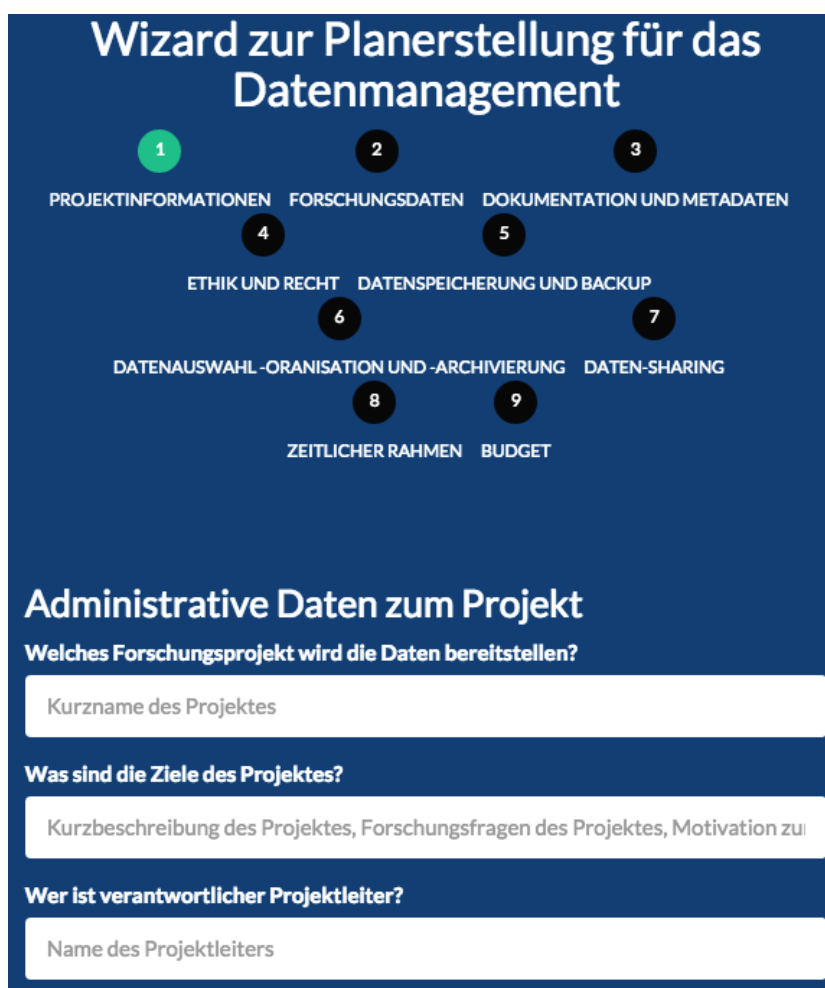 Wizard zur Planerstellung für das
Datenmanagement
1 2 3
PROJEKTINFORMATIONEN FORSCHUNGSDATEN DOKUMENTATION UND METADATEN
4 5
ETHIK UND RECHT DATENSPEICHERUNG UND BACKUP
6 7
DATENAUSWAHL -ORANISATION UND -ARCHIVIERUNG DATEN-SHARING
8 9
ZEITLICHER RAHMEN BUDGET
Administrative Daten zum Projekt
Welches Forschungsprojekt wird die Daten bereitstellen?
Kurzname des Projektes
Was sind die Ziele des Projektes?
Kurzbeschreibung des Projektes, Forschungsfragen des Projektes, Motivation
Wer ist verantwortlicher Projektleiter?
Name des Projektleiters